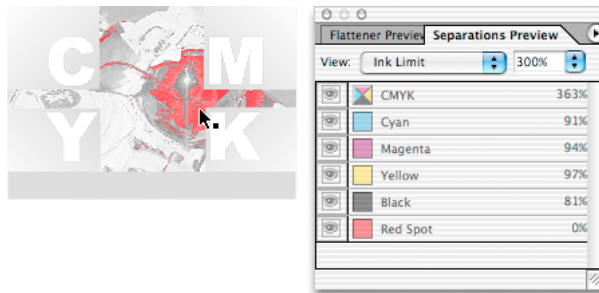 C M
Y K
Flattener Preview Separations Preview
View: Ink Limit 300%
CMYK 363%
Cyan 91%
Magenta 94%
Yellow 97%
Black 81%
Red Spot 0%